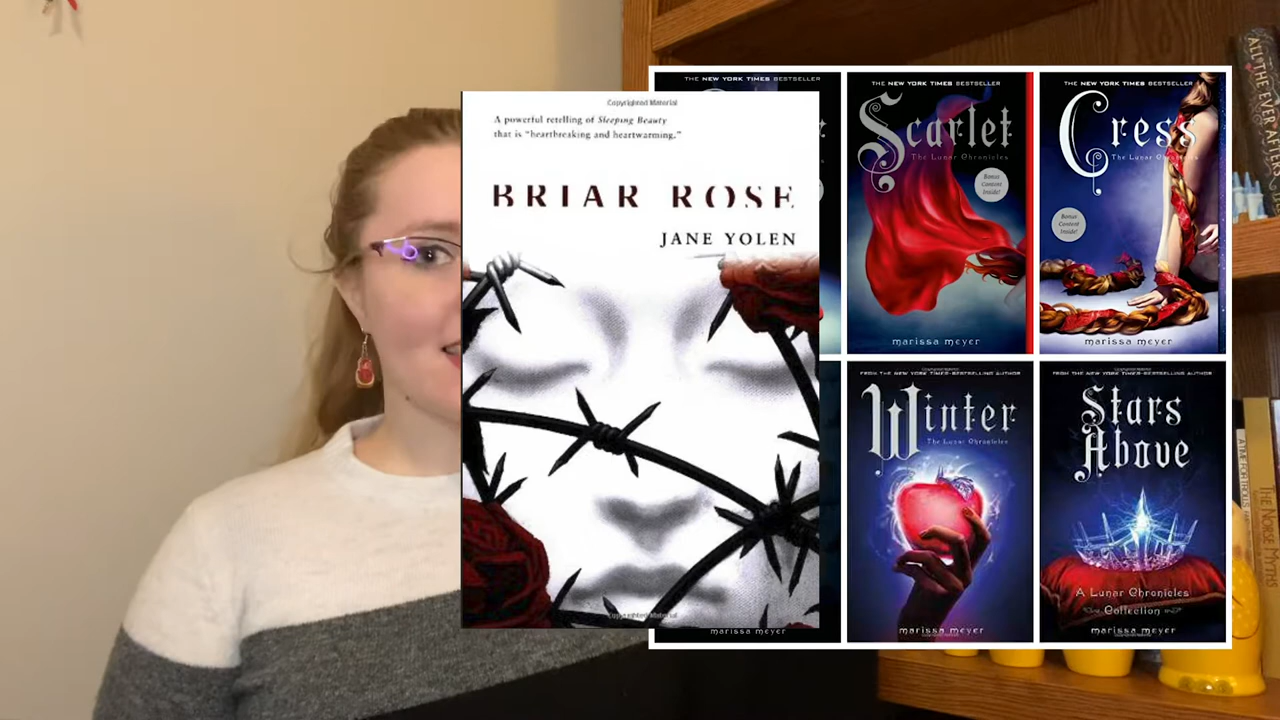 Copyrighted Material
A powerful retelling of Sleeping Beauty
that is "heartbreaking and heartwarming."
BRIAR ROSE
JANE YOLEN
Copyrighted Material
THE NEW YORK TIMES BESTSELLER
marissa meyer
THE NEW YORK TIMES BESTSELLER
Scarlet
The Lunar Chronicles
Bonus
Content
Inside!
marissa meyer
THE NEW YORK TIMES BESTSELLER
Cress
The Lunar Chronicles
Bonus
Content
Inside!
marissa meyer
FROM THE NEW YORK TIMES-BESTSELLING AUTHOR
Winter
The Lunar Chronicles
marissa meyer
FROM THE NEW YORK TIMES-BESTSELLING AUTHOR
Stars
Above
A Lunar Chronicles
Collection
marissa meyer
ALL THE EVER AFTERS
THE NORSE MYTHS